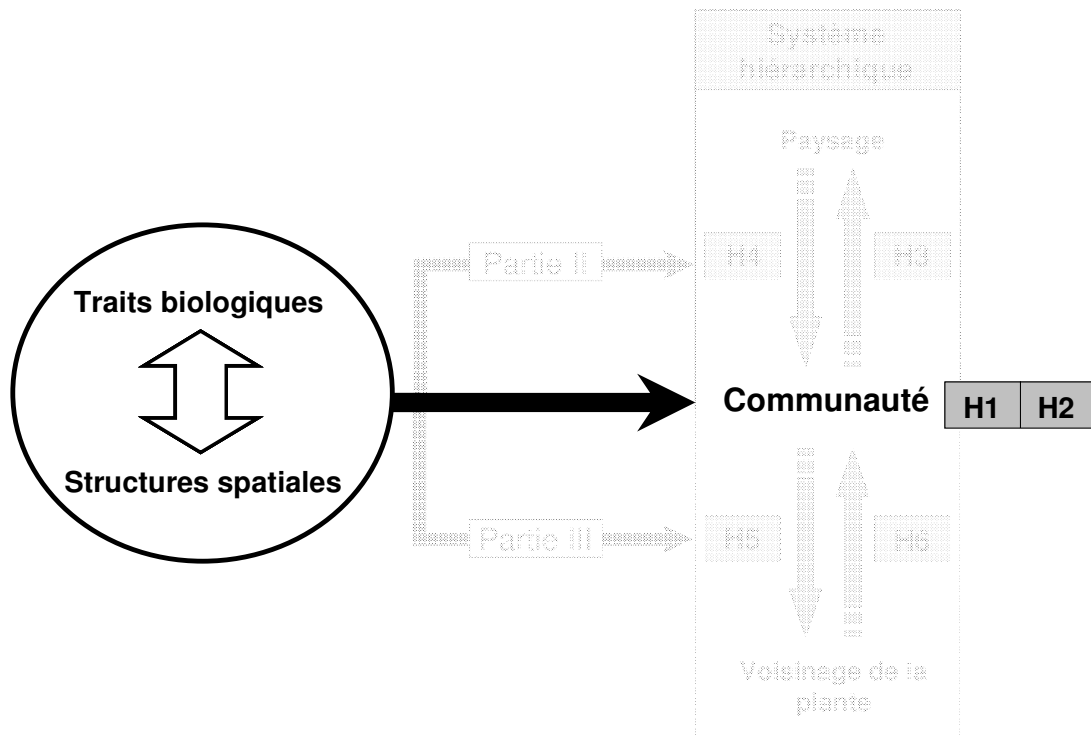 Système
hiérarchique
Paysage
Partie II
H4
H3
Traits biologiques
Communauté
H1
H2
Structures spatiales
Partie III
H5
H6
Voisinage de la
plante